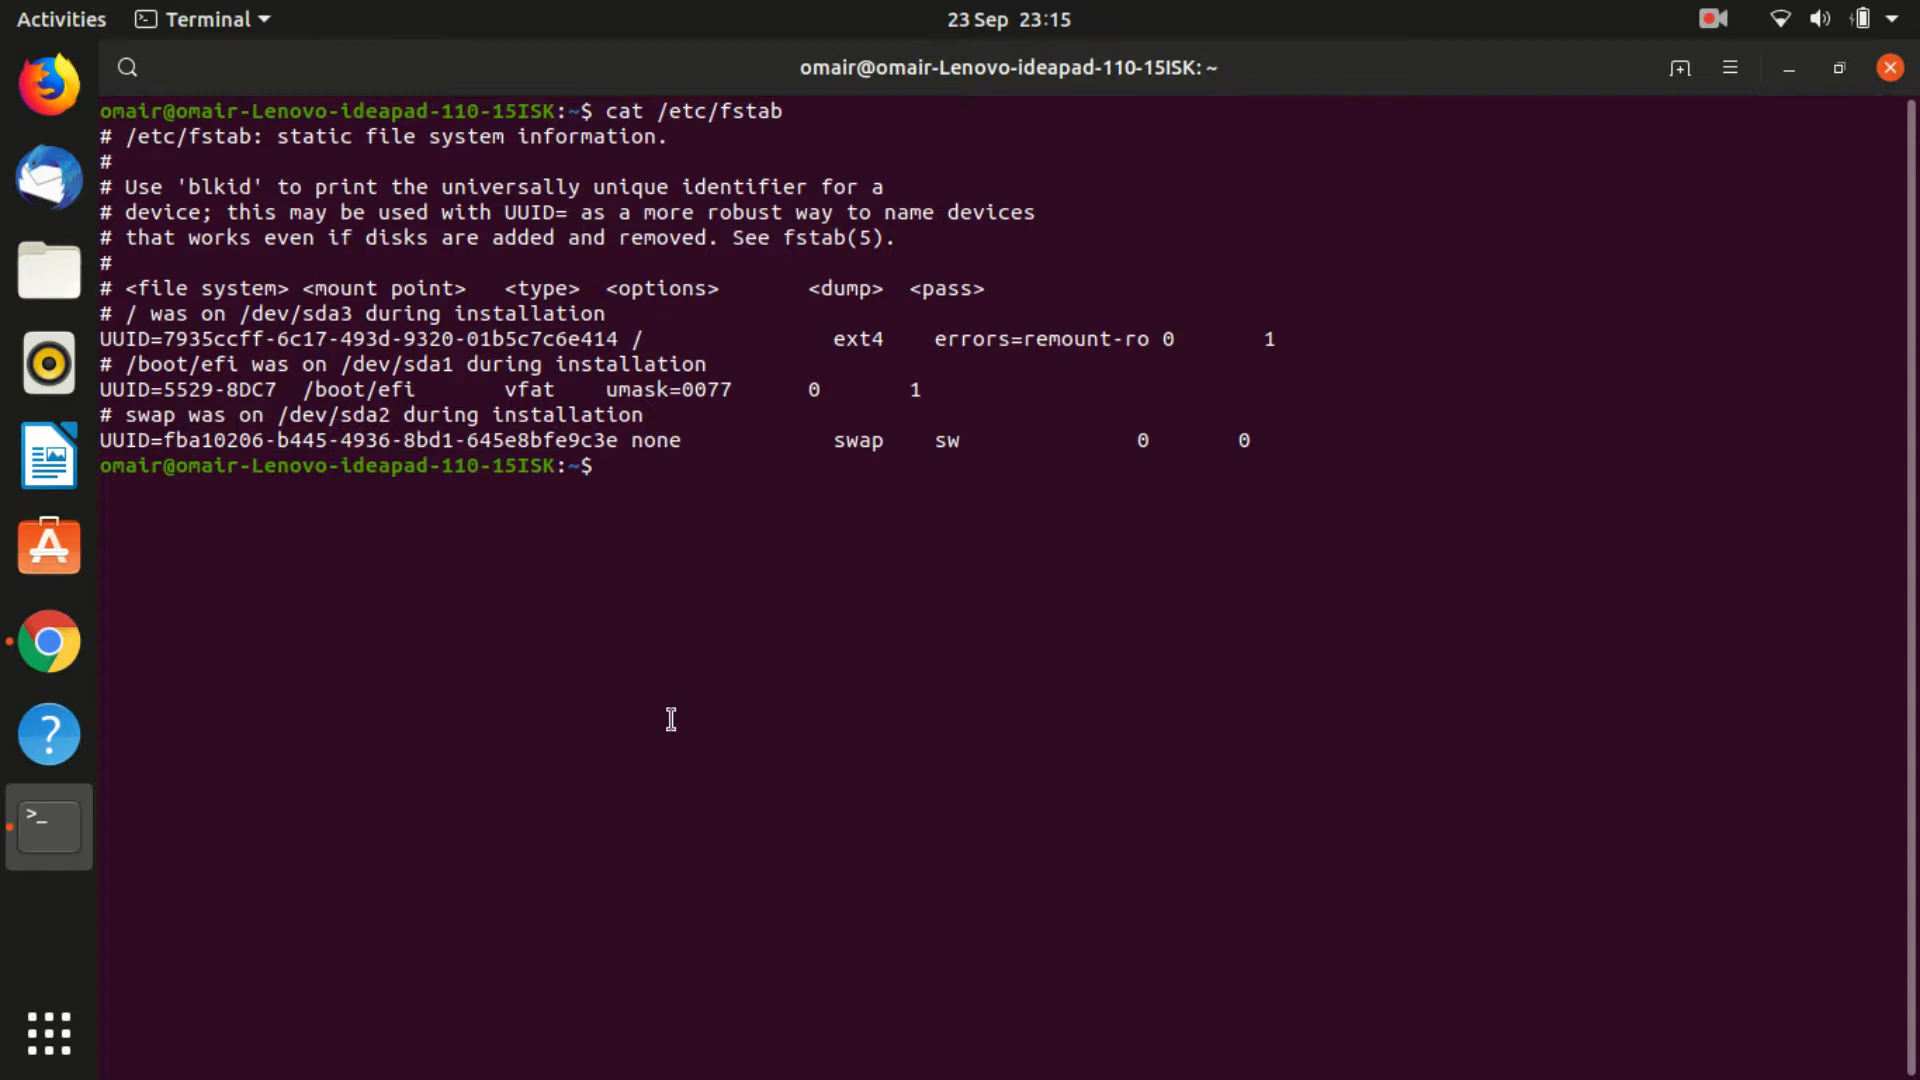 Activities Terminal 23 Sep 23:15
omair@omair-Lenovo-ideapad-110-15ISK: ~
omair@omair-Lenovo-ideapad-110-15ISK:~$ cat /etc/fstab
# /etc/fstab: static file system information.
#
# Use 'blkid' to print the universally unique identifier for a
# device; this may be used with UUID= as a more robust way to name devices
# that works even if disks are added and removed. See fstab(5).
#
# <file system> <mount point>   <type>  <options>       <dump>  <pass>
# / was on /dev/sda3 during installation
UUID=7935ccff-6c17-493d-9320-01b5c7c6e414 /               ext4    errors=remount-ro 0       1
# /boot/efi was on /dev/sda1 during installation
UUID=5529-8DC7  /boot/efi       vfat    umask=0077      0       1
# swap was on /dev/sda2 during installation
UUID=fba10206-b445-4936-8bd1-645e8bfe9c3e none            swap    sw              0       0
omair@omair-Lenovo-ideapad-110-15ISK:~$